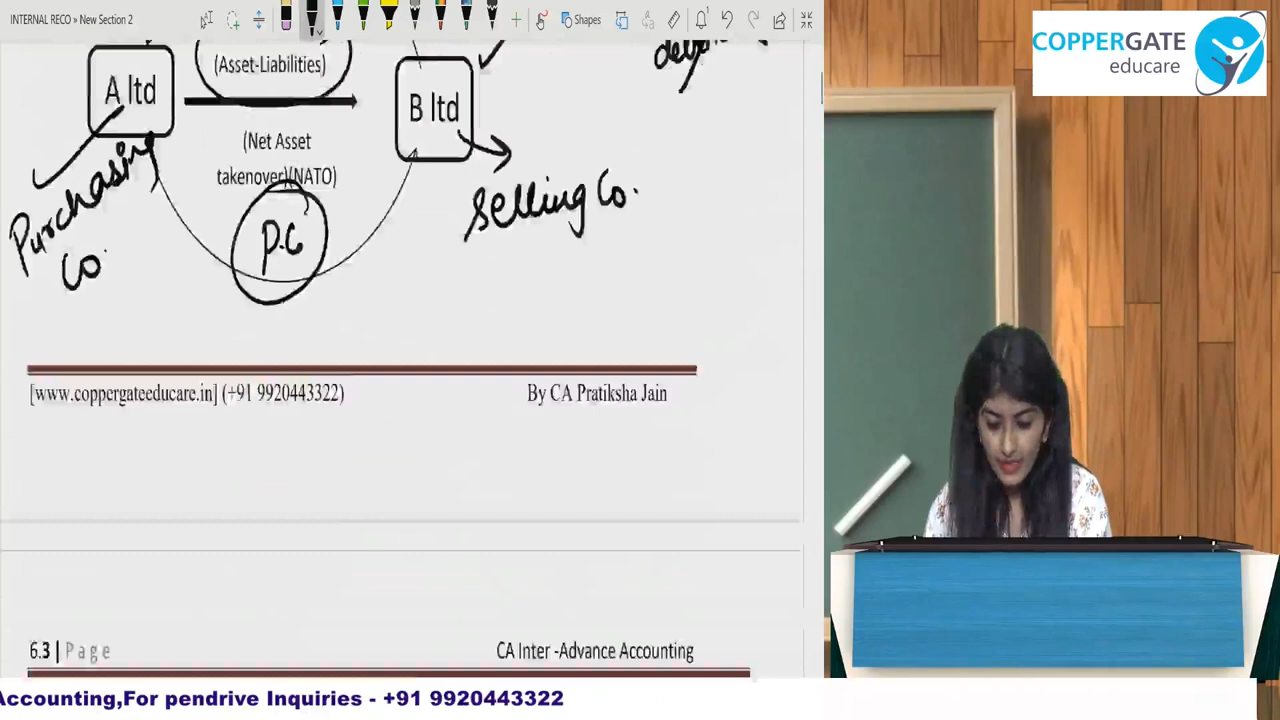 INTERNAL RECO » New Section 2
Shapes
COPPERGATE
educare
A ltd
(Asset-Liabilities)
B ltd
(Net Asset
takenover)(NATO)
P.C
Purchasing
Co.
Selling Co.
[www.coppergateeducare.in] (+91 9920443322)
By CA Pratiksha Jain
6.3 | Page
CA Inter -Advance Accounting
Accounting,For pendrive Inquiries - +91 9920443322